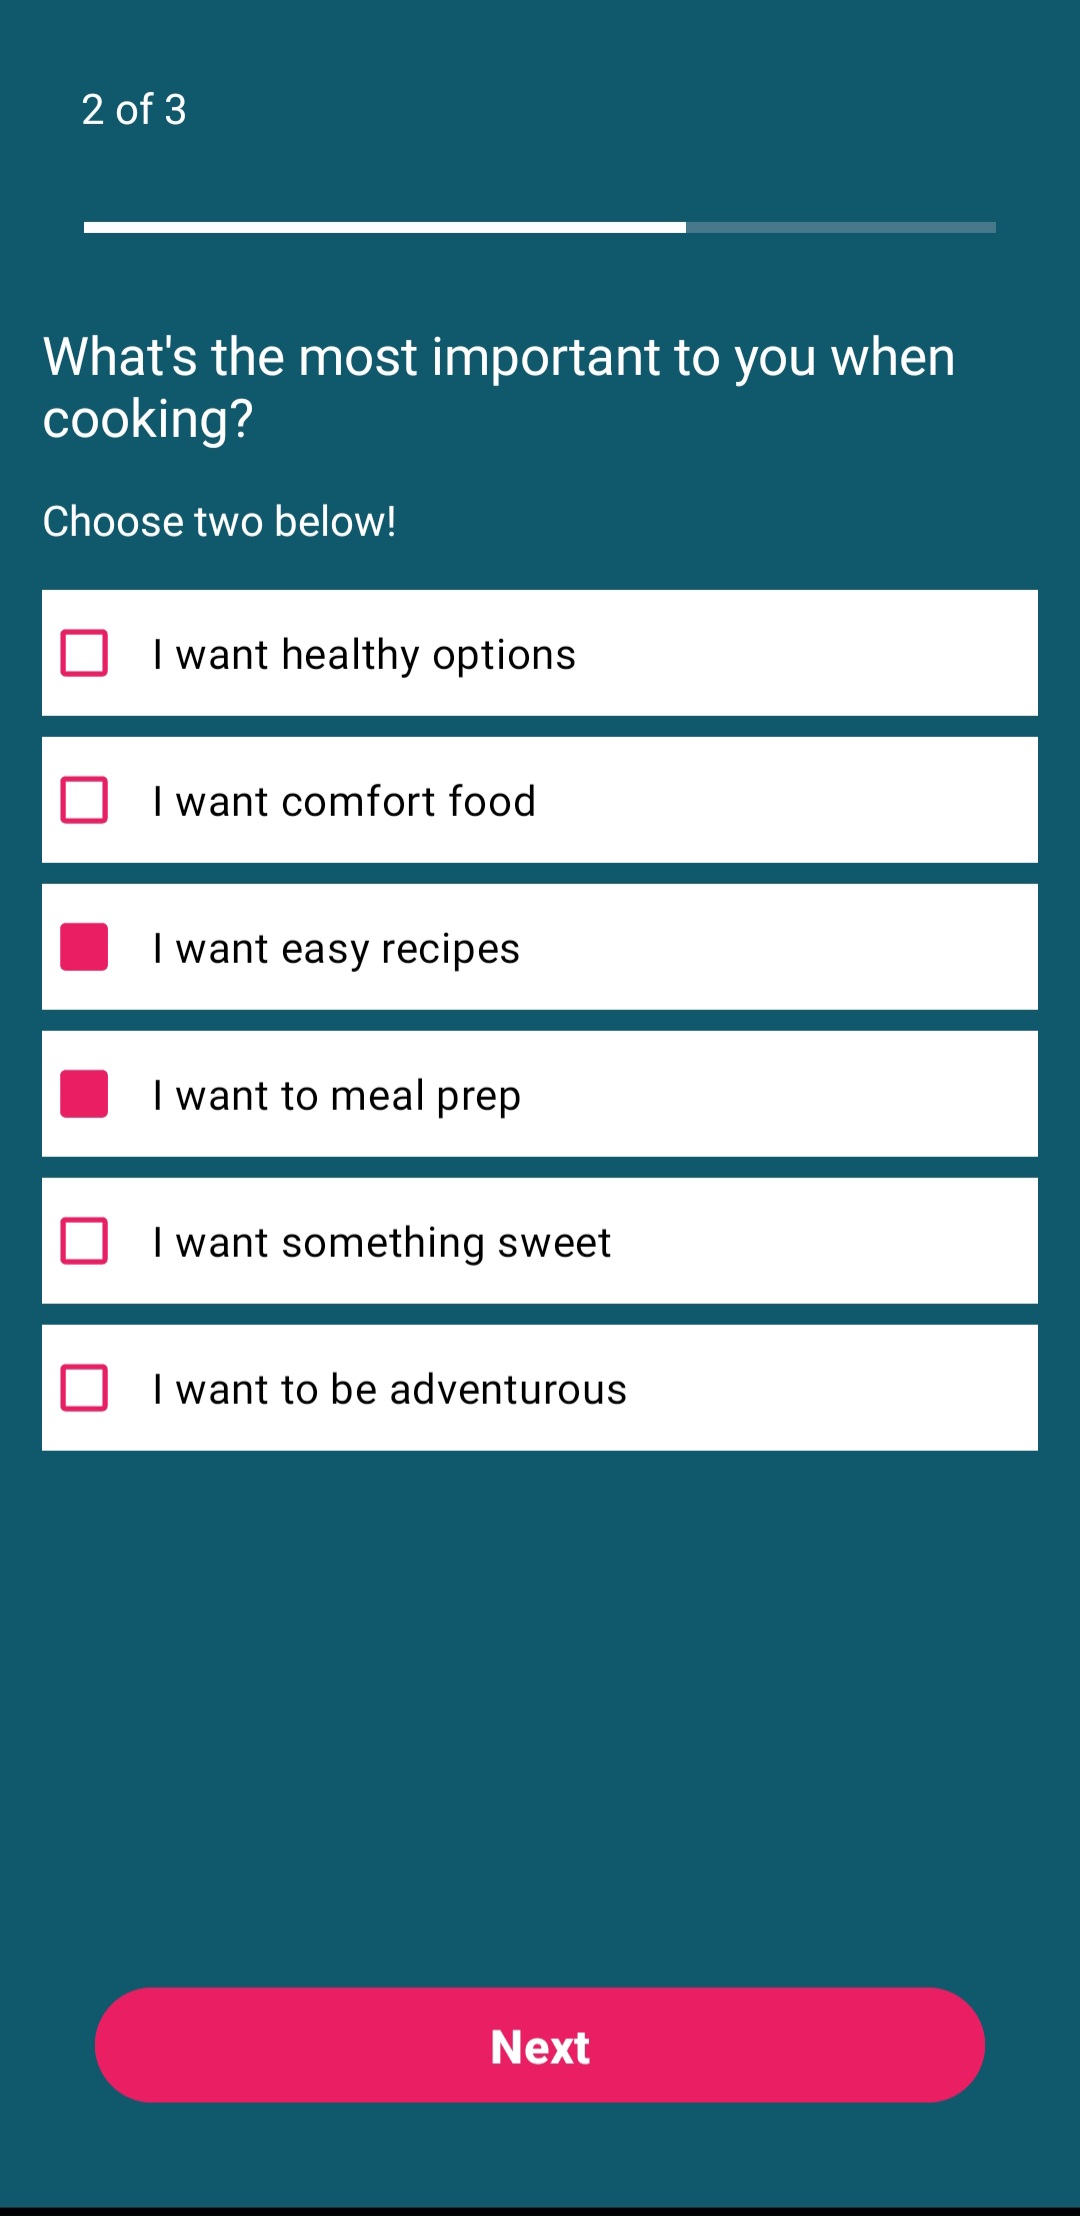 2 of 3
What's the most important to you when
cooking?
Choose two below!
I want healthy options
I want comfort food
I want easy recipes
I want to meal prep
I want something sweet
I want to be adventurous
Next